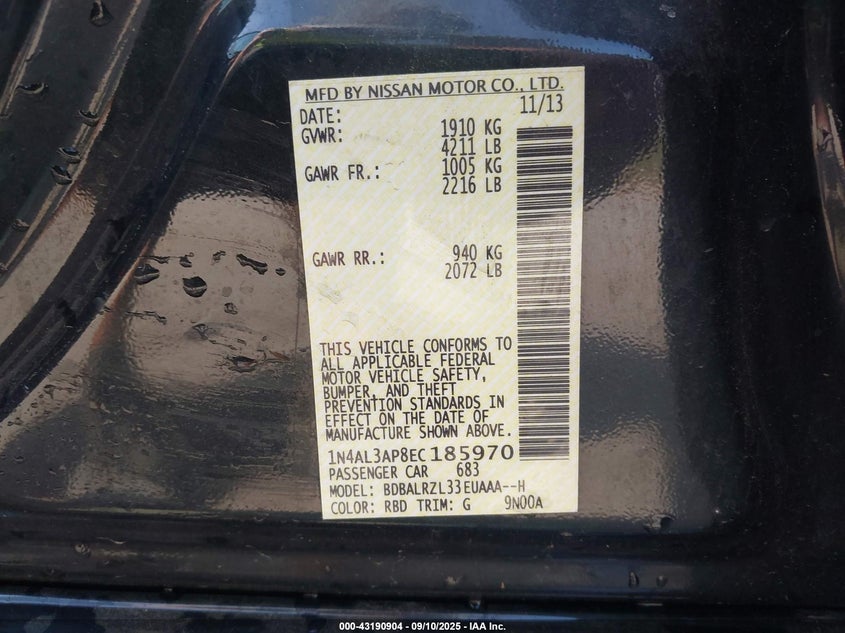 MFD BY NISSAN MOTOR CO., LTD.
DATE: 11/13
GVWR: 1910 KG
4211 LB
GAWR FR.: 1005 KG
2216 LB
GAWR RR.: 940 KG
2072 LB
THIS VEHICLE CONFORMS TO
ALL APPLICABLE FEDERAL
MOTOR VEHICLE SAFETY,
BUMPER, AND THEFT
PREVENTION STANDARDS IN
EFFECT ON THE DATE OF
MANUFACTURE SHOWN ABOVE.
1N4AL3AP8EC185970
PASSENGER CAR 683
MODEL: BDBALRZL33EUAAA--H
COLOR: RBD TRIM: G 9N00A
000-43190904 - 09/10/2025 - IAA Inc.